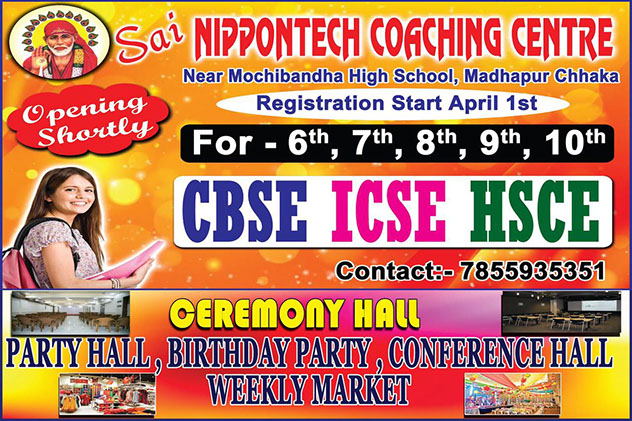 Sai NIPPONTECH COACHING CENTRE
Near Mochibandha High School, Madhapur Chhaka
Opening
Shortly
Registration Start April 1st
For - 6th, 7th, 8th, 9th, 10th
CBSE ICSE HSCE
Contact:- 7855935351
CEREMONY HALL
PARTY HALL , BIRTHDAY PARTY , CONFERENCE HALL
WEEKLY MARKET